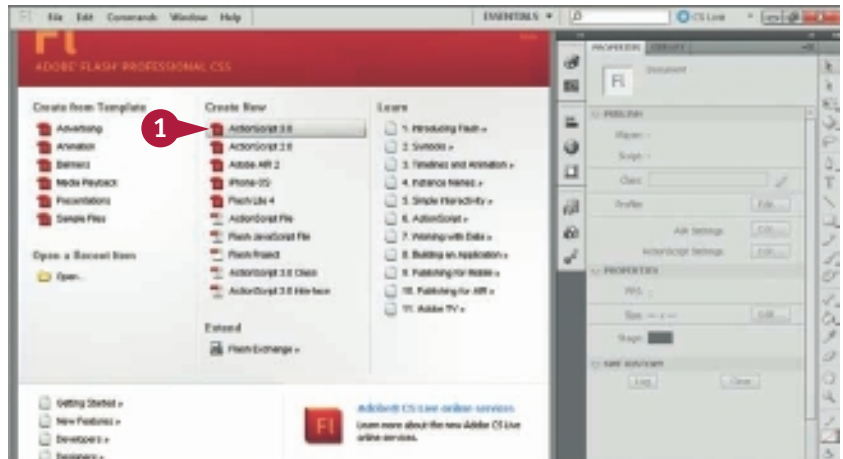 Fl File Edit Commands Window Help ESSENTIALS CS Live
Fl
ADOBE FLASH PROFESSIONAL CS5
Create from Template
Advertising
Animation
Banners
Media Playback
Presentations
Sample Files
Open a Recent Item
Open...
Create New
1
ActionScript 3.0
ActionScript 2.0
Adobe AIR 2
iPhone OS
Flash Lite 4
ActionScript File
Flash JavaScript File
Flash Project
ActionScript 3.0 Class
ActionScript 3.0 Interface
Extend
Flash Exchange »
Learn
1. Introducing Flash »
2. Symbols »
3. Timelines and Animation »
4. Instance Names »
5. Simple Interactivity »
6. ActionScript »
7. Working with Data »
8. Building an Application »
9. Publishing for Mobile »
10. Publishing for AIR »
11. Adobe TV »
Getting Started »
New Features »
Developers »
Designers »
Fl
Adobe® CS Live online services
Learn more about the new Adobe CS Live
online services.
PROPERTIES LIBRARY
Fl Document
PUBLISH
Player: -
Script: -
Class:
Profile: Edit...
AIR Settings Edit...
ActionScript Settings Edit...
PROPERTIES
FPS: -
Size: -- x -- Edit...
Stage:
SWF HISTORY
Log Clear